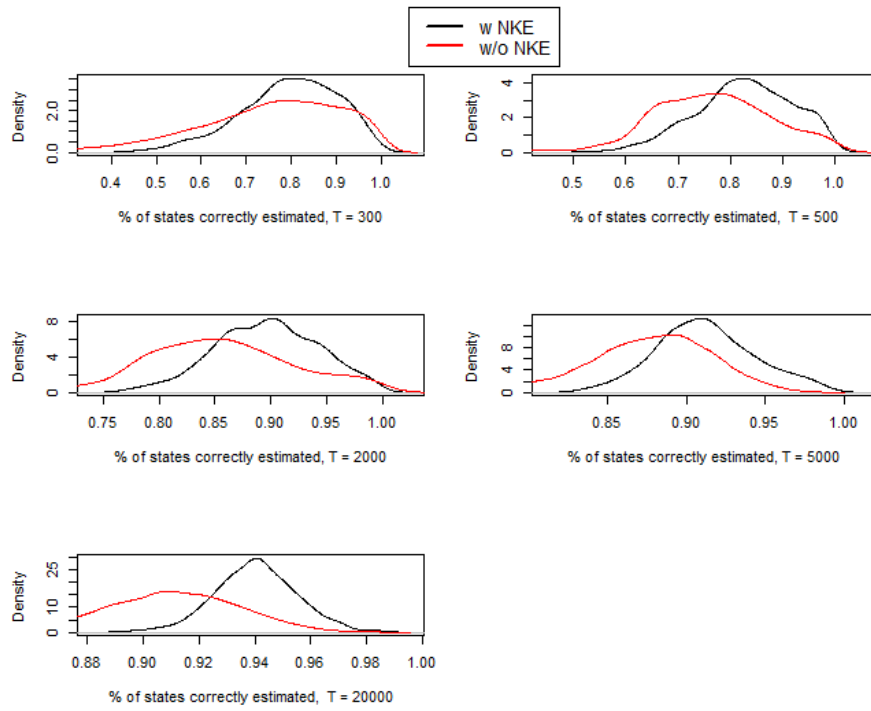 w NKE
w/o NKE
Density
0.0 2.0
0.4 0.5 0.6 0.7 0.8 0.9 1.0
% of states correctly estimated, T = 300
Density
0 2 4
0.5 0.6 0.7 0.8 0.9 1.0
% of states correctly estimated, T = 500
Density
0 4 8
0.75 0.80 0.85 0.90 0.95 1.00
% of states correctly estimated, T = 2000
Density
0 4 8
0.85 0.90 0.95 1.00
% of states correctly estimated, T = 5000
Density
0 10 25
0.88 0.90 0.92 0.94 0.96 0.98 1.00
% of states correctly estimated, T = 20000